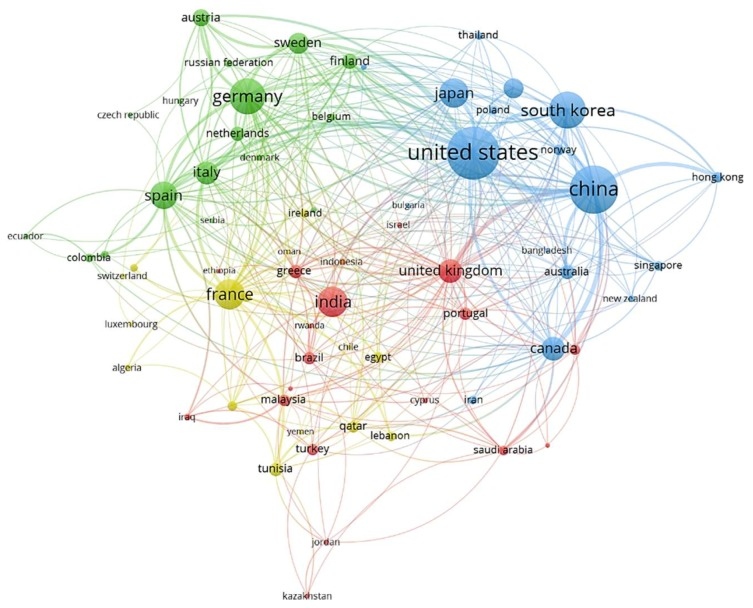 austria
thailand
sweden
russian federation
finland
germany
japan
hungary
poland
south korea
czech republic
belgium
netherlands
united states
norway
denmark
italy
hong kong
spain
china
bulgaria
ireland
serbia
israel
ecuador
oman
bangladesh
colombia
indonesia
singapore
switzerland
ethiopia
greece
united kingdom
australia
france
india
new zealand
portugal
luxembourg
rwanda
chile
canada
brazil
egypt
algeria
malaysia
cyprus
iran
iraq
qatar
yemen
lebanon
turkey
saudi arabia
tunisia
jordan
kazakhstan